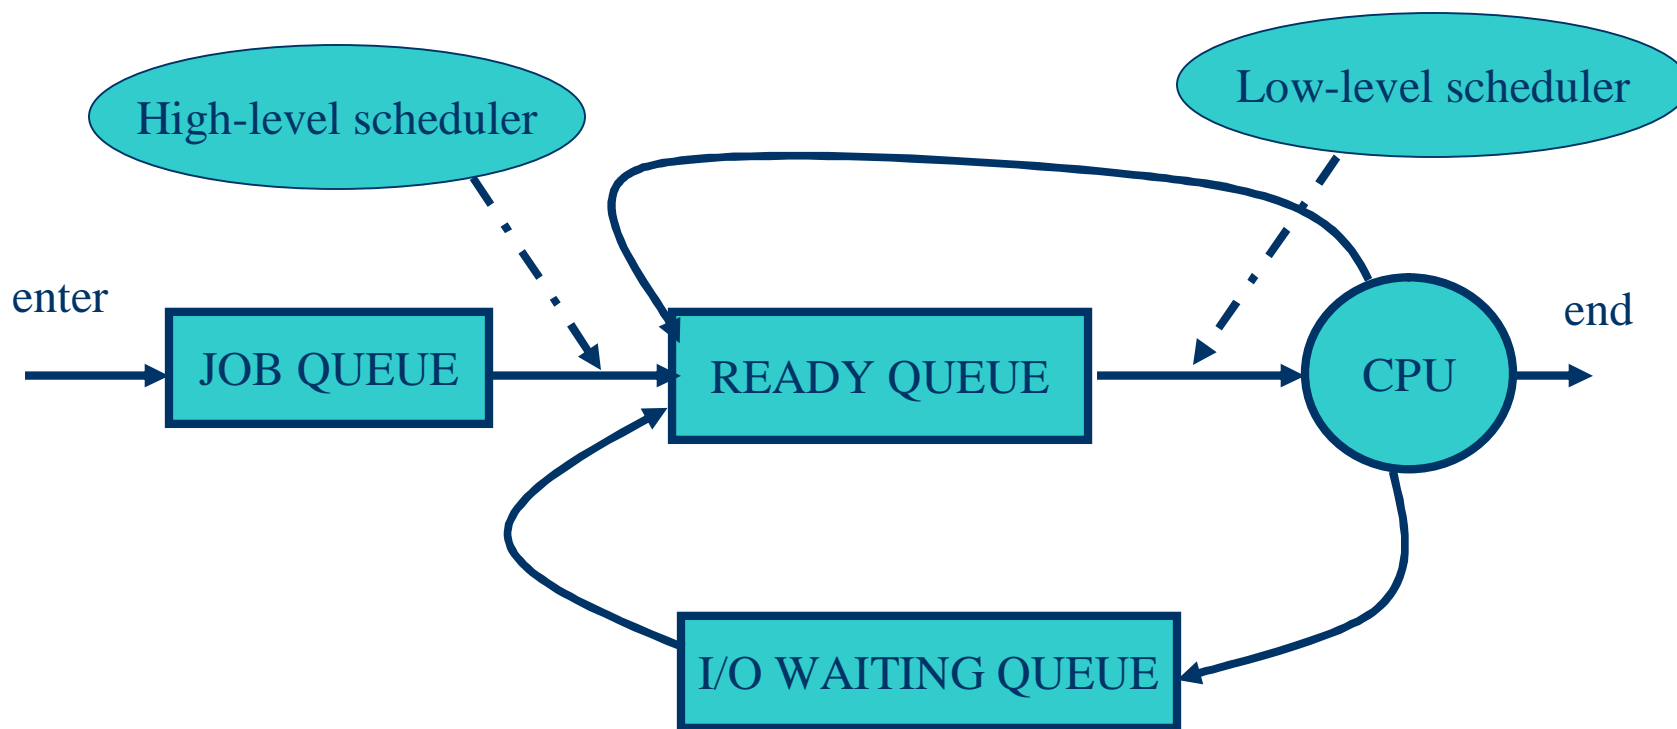 High-level scheduler
Low-level scheduler
enter
JOB QUEUE
READY QUEUE
CPU
end
I/O WAITING QUEUE